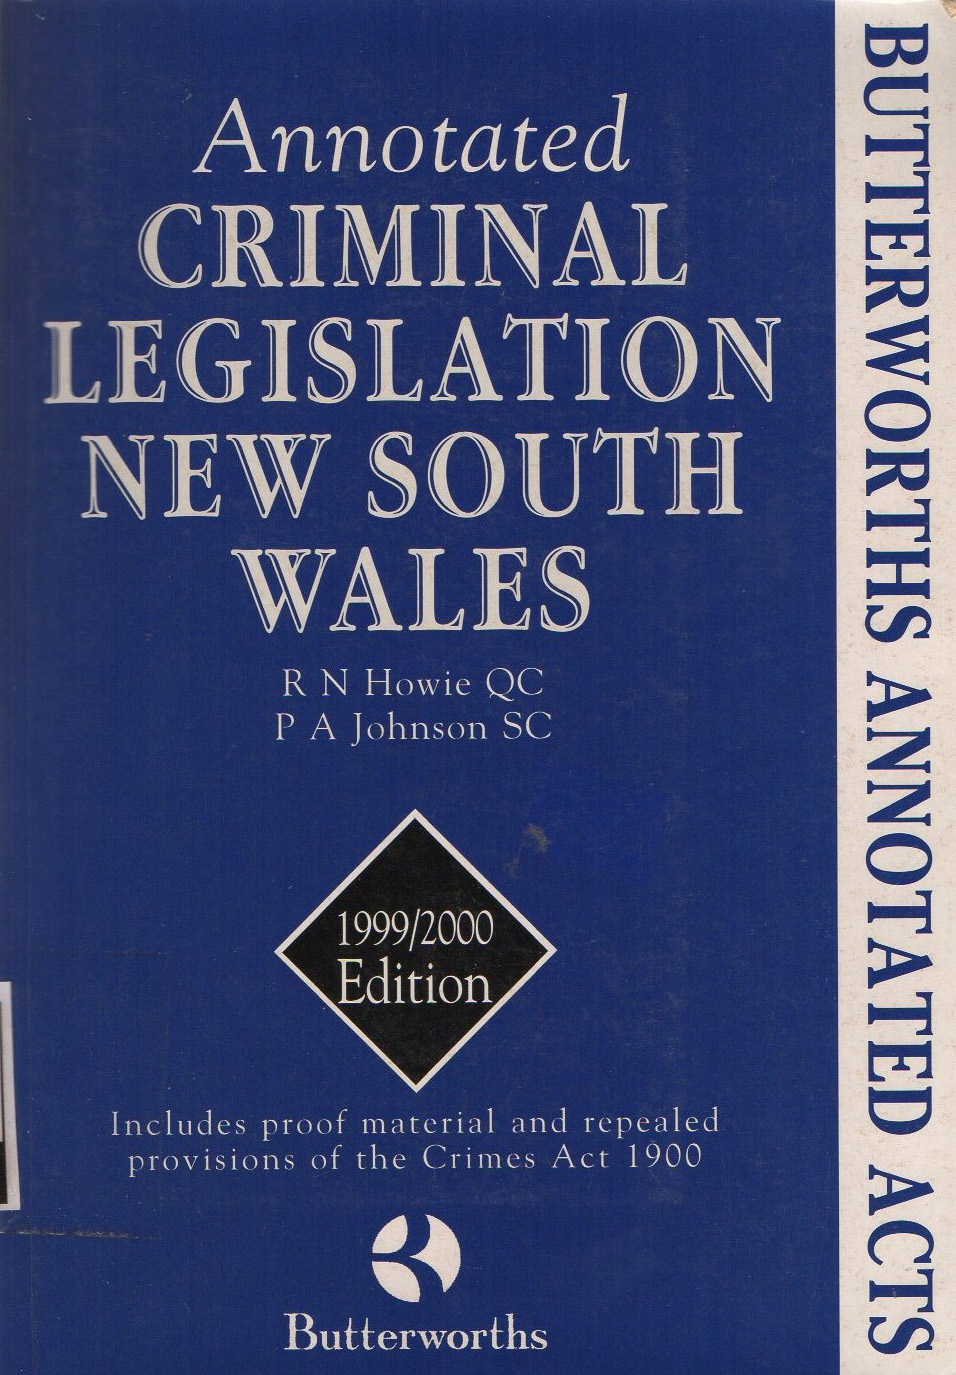 Annotated
CRIMINAL
LEGISLATION
NEW SOUTH
WALES
R N Howie QC
P A Johnson SC
1999/2000
Edition
Includes proof material and repealed
provisions of the Crimes Act 1900
Butterworths
BUTTERWORTHS ANNOTATED ACTS